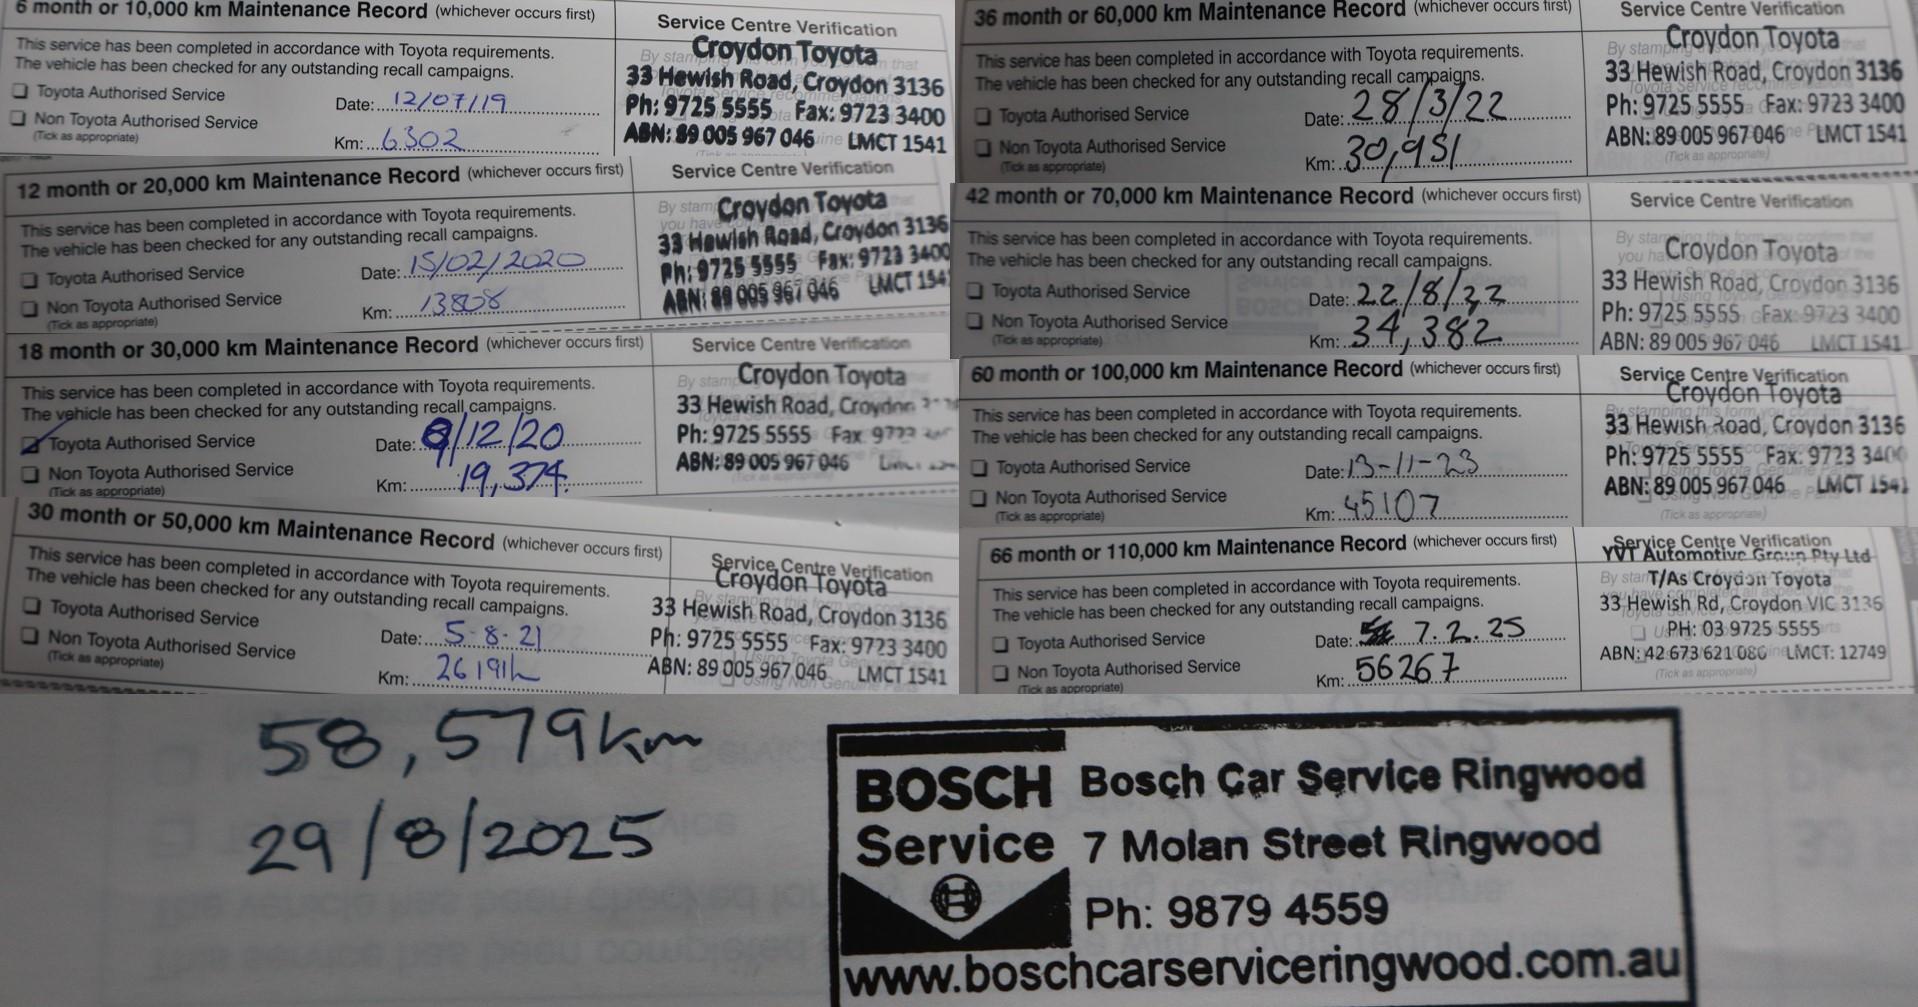 6 month or 10,000 km Maintenance Record (whichever occurs first)
This service has been completed in accordance with Toyota requirements.
The vehicle has been checked for any outstanding recall campaigns.
Toyota Authorised Service
Non Toyota Authorised Service
(Tick as appropriate)
Date: 12/07/19
Km: 6302
Service Centre Verification
Croydon Toyota
33 Hewish Road, Croydon 3136
Ph: 9725 5555 Fax: 9723 3400
ABN: 89 005 967 046 LMCT 1541
12 month or 20,000 km Maintenance Record (whichever occurs first)
This service has been completed in accordance with Toyota requirements.
The vehicle has been checked for any outstanding recall campaigns.
Toyota Authorised Service
Non Toyota Authorised Service
(Tick as appropriate)
Date: 15/02/2020
Km: 13808
Service Centre Verification
Croydon Toyota
33 Hewish Road, Croydon 3136
Ph: 9725 5555 Fax: 9723 3400
ABN: 89 005 967 046 LMCT 154
18 month or 30,000 km Maintenance Record (whichever occurs first)
This service has been completed in accordance with Toyota requirements.
The vehicle has been checked for any outstanding recall campaigns.
Toyota Authorised Service
Non Toyota Authorised Service
(Tick as appropriate)
Date: 9/12/20
Km: 19,374
Service Centre Verification
Croydon Toyota
33 Hewish Road, Croydon
Ph: 9725 5555 Fax
ABN: 89 005 967 046
30 month or 50,000 km Maintenance Record (whichever occurs first)
This service has been completed in accordance with Toyota requirements.
The vehicle has been checked for any outstanding recall campaigns.
Toyota Authorised Service
Non Toyota Authorised Service
(Tick as appropriate)
Date: 5-8-21
Km: 26191
Service Centre Verification
Croydon Toyota
33 Hewish Road, Croydon 3136
Ph: 9725 5555 Fax: 9723 3400
ABN: 89 005 967 046 LMCT 1541
36 month or 60,000 km Maintenance Record (whichever occurs first)
This service has been completed in accordance with Toyota requirements.
The vehicle has been checked for any outstanding recall campaigns.
Toyota Authorised Service
Non Toyota Authorised Service
(Tick as appropriate)
Date: 28/3/22
Km: 30,951
Service Centre Verification
Croydon Toyota
33 Hewish Road, Croydon 3136
Ph: 9725 5555 Fax: 9723 3400
ABN: 89 005 967 046 LMCT 1541
(Tick as appropriate)
42 month or 70,000 km Maintenance Record (whichever occurs first)
This service has been completed in accordance with Toyota requirements.
The vehicle has been checked for any outstanding recall campaigns.
Toyota Authorised Service
Non Toyota Authorised Service
(Tick as appropriate)
Date: 22/8/22
Km: 34,382
Service Centre Verification
Croydon Toyota
33 Hewish Road, Croydon 3136
Ph: 9725 5555 Fax: 9723 3400
ABN: 89 005 967 046 LMCT 1541
60 month or 100,000 km Maintenance Record (whichever occurs first)
This service has been completed in accordance with Toyota requirements.
The vehicle has been checked for any outstanding recall campaigns.
Toyota Authorised Service
Non Toyota Authorised Service
(Tick as appropriate)
Date: 13-11-23
Km: 45107
Service Centre Verification
Croydon Toyota
33 Hewish Road, Croydon 3136
Ph: 9725 5555 Fax: 9723 3400
ABN: 89 005 967 046 LMCT 1541
(Tick as appropriate)
66 month or 110,000 km Maintenance Record (whichever occurs first)
This service has been completed in accordance with Toyota requirements.
The vehicle has been checked for any outstanding recall campaigns.
Toyota Authorised Service
Non Toyota Authorised Service
(Tick as appropriate)
Date: 7.2.25
Km: 56267
Service Centre Verification
YVT Automotive Group Pty Ltd
T/As Croydon Toyota
33 Hewish Rd, Croydon VIC 3136
PH: 03 9725 5555
ABN: 42 673 621 086 LMCT: 12749
(Tick as appropriate)
58,579km
29/8/2025
BOSCH Service
Bosch Car Service Ringwood
7 Molan Street Ringwood
Ph: 9879 4559
www.boschcarserviceringwood.com.au